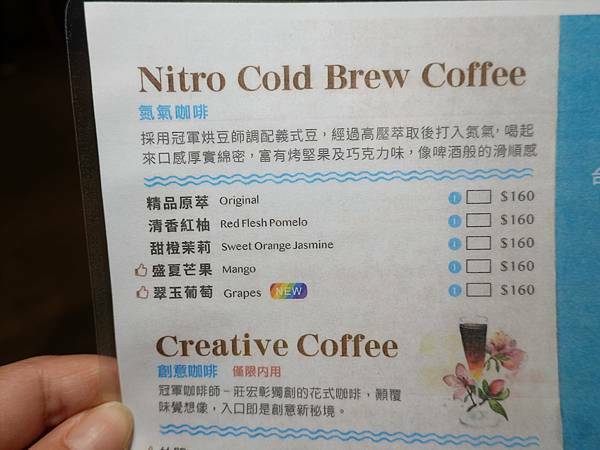 Nitro Cold Brew Coffee
氮氣咖啡
採用冠軍烘豆師調配義式豆，經過高壓萃取後打入氮氣，喝起
來口感厚實綿密，富有烤堅果及巧克力味，像啤酒般的滑順感
精品原萃 Original $160
清香紅柚 Red Flesh Pomelo $160
甜橙茉莉 Sweet Orange Jasmine $160
盛夏芒果 Mango $160
翠玉葡萄 Grapes NEW $160
Creative Coffee
創意咖啡 僅限內用
冠軍咖啡師－莊宏彰獨創的花式咖啡，顛覆
味覺想像，入口即是創意新秘境。